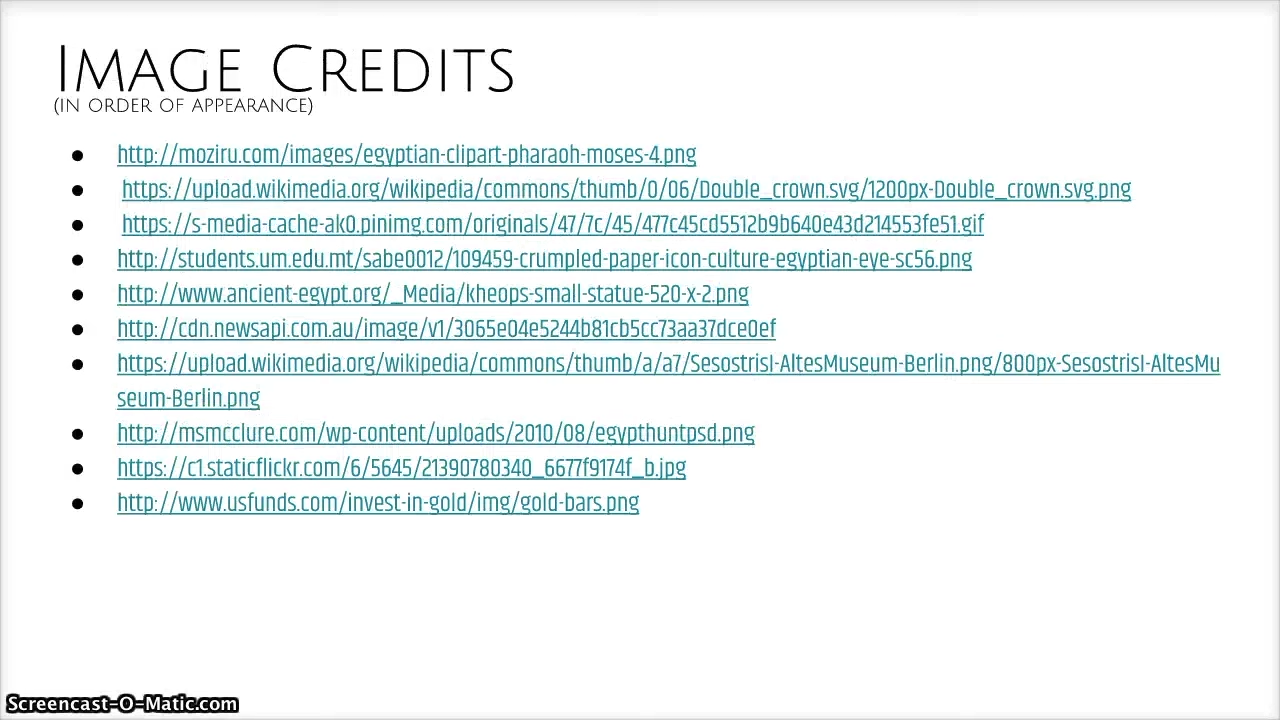 IMAGE CREDITS
(IN ORDER OF APPEARANCE)
● http://moziru.com/images/egyptian-clipart-pharaoh-moses-4.png
● https://upload.wikimedia.org/wikipedia/commons/thumb/0/06/Double_crown.svg/1200px-Double_crown.svg.png
● https://s-media-cache-ak0.pinimg.com/originals/47/7c/45/477c45cd5512b9b640e43d214553fe51.gif
● http://students.um.edu.mt/sabe0012/109459-crumpled-paper-icon-culture-egyptian-eye-sc56.png
● http://www.ancient-egypt.org/_Media/kheops-small-statue-520-x-2.png
● http://cdn.newsapi.com.au/image/v1/3065e04e5244b81cb5cc73aa37dce0ef
● https://upload.wikimedia.org/wikipedia/commons/thumb/a/a7/SesostrisI-AltesMuseum-Berlin.png/800px-SesostrisI-AltesMu
seum-Berlin.png
● http://msmcclure.com/wp-content/uploads/2010/08/egypthuntpsd.png
● https://c1.staticflickr.com/6/5645/21390780340_6677f9174f_b.jpg
● http://www.usfunds.com/invest-in-gold/img/gold-bars.png
Screencast-O-Matic.com